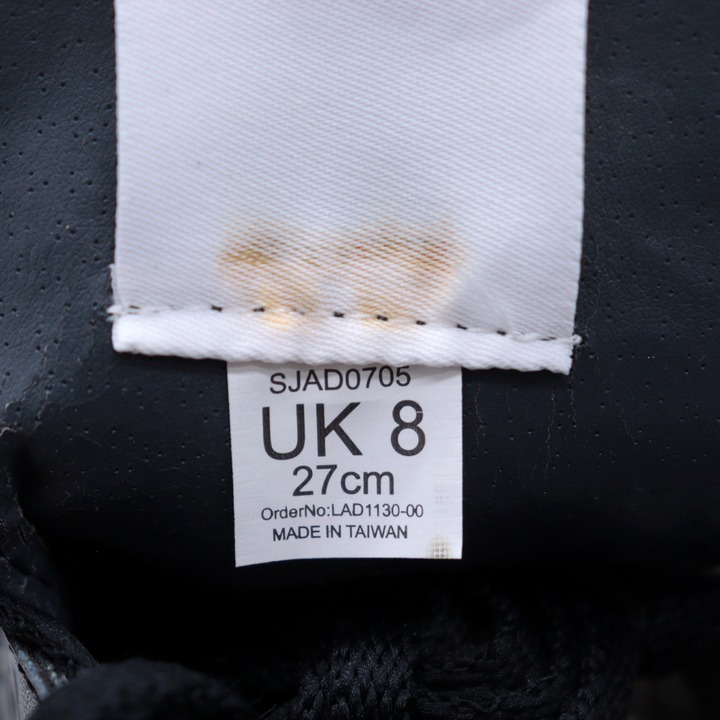 SJAD0705
UK 8
27cm
OrderNo:LAD1130-00
MADE IN TAIWAN